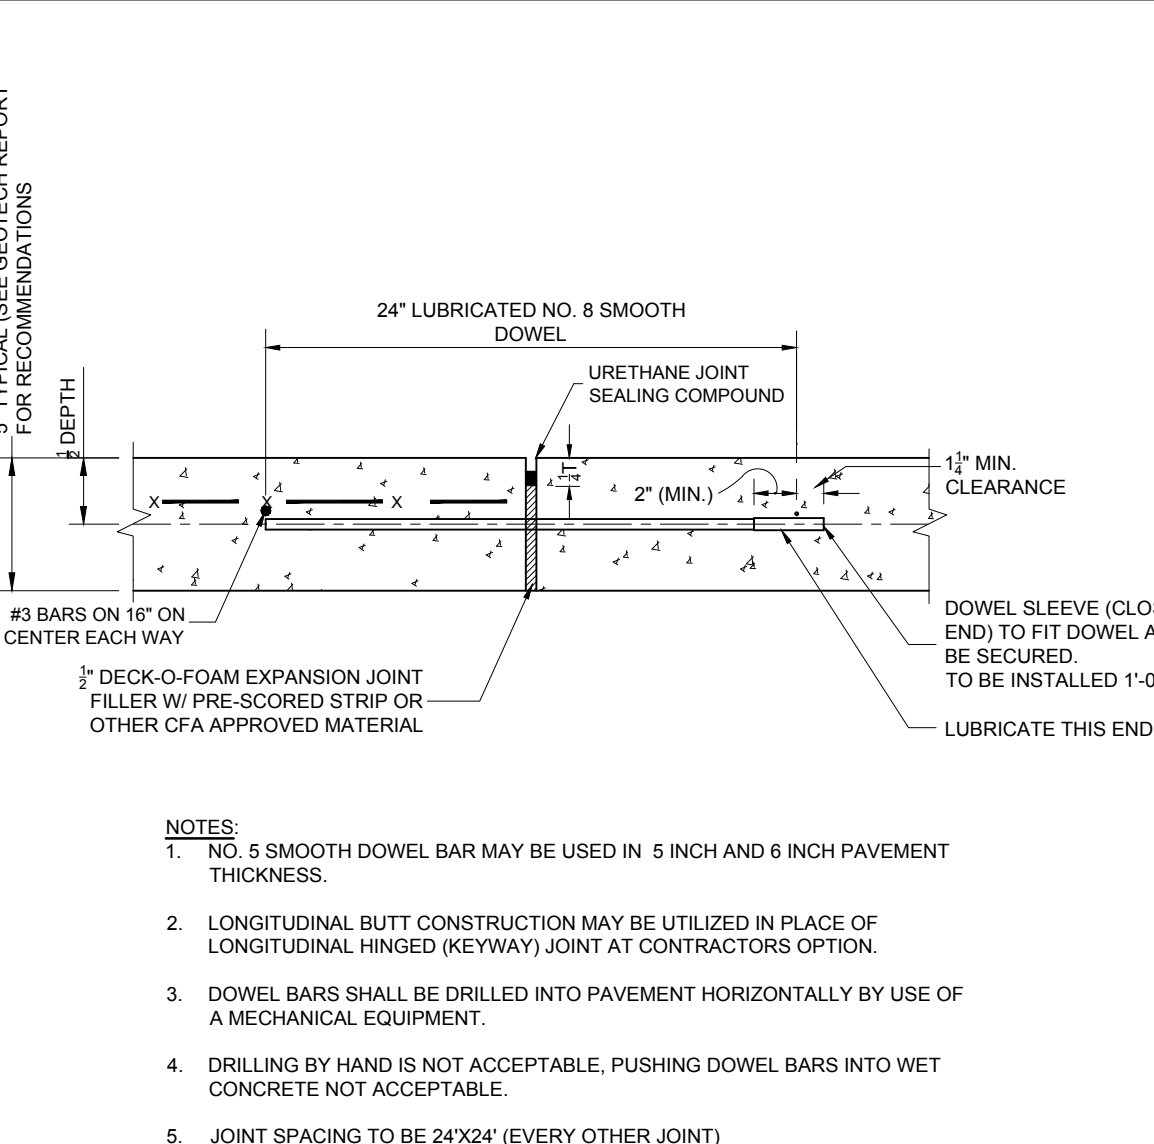 5" TYPICAL (SEE GEOTECH REPORT
FOR RECOMMENDATIONS
1/2 DEPTH
24" LUBRICATED NO. 8 SMOOTH
DOWEL
URETHANE JOINT
SEALING COMPOUND
1/4T
2" (MIN.)
1 1/4" MIN.
CLEARANCE
X
X
X
#3 BARS ON 16" ON
CENTER EACH WAY
1/2" DECK-O-FOAM EXPANSION JOINT
FILLER W/ PRE-SCORED STRIP OR
OTHER CFA APPROVED MATERIAL
DOWEL SLEEVE
END) TO FIT DOWEL
BE SECURED.
TO BE INSTALLED
LUBRICATE THIS END
NOTES:
1. NO. 5 SMOOTH DOWEL BAR MAY BE USED IN 5 INCH AND 6 INCH PAVEMENT
THICKNESS.
2. LONGITUDINAL BUTT CONSTRUCTION MAY BE UTILIZED IN PLACE OF
LONGITUDINAL HINGED (KEYWAY) JOINT AT CONTRACTORS OPTION.
3. DOWEL BARS SHALL BE DRILLED INTO PAVEMENT HORIZONTALLY BY USE OF
A MECHANICAL EQUIPMENT.
4. DRILLING BY HAND IS NOT ACCEPTABLE, PUSHING DOWEL BARS INTO WET
CONCRETE NOT ACCEPTABLE.
5. JOINT SPACING TO BE 24'X24' (EVERY OTHER JOINT)